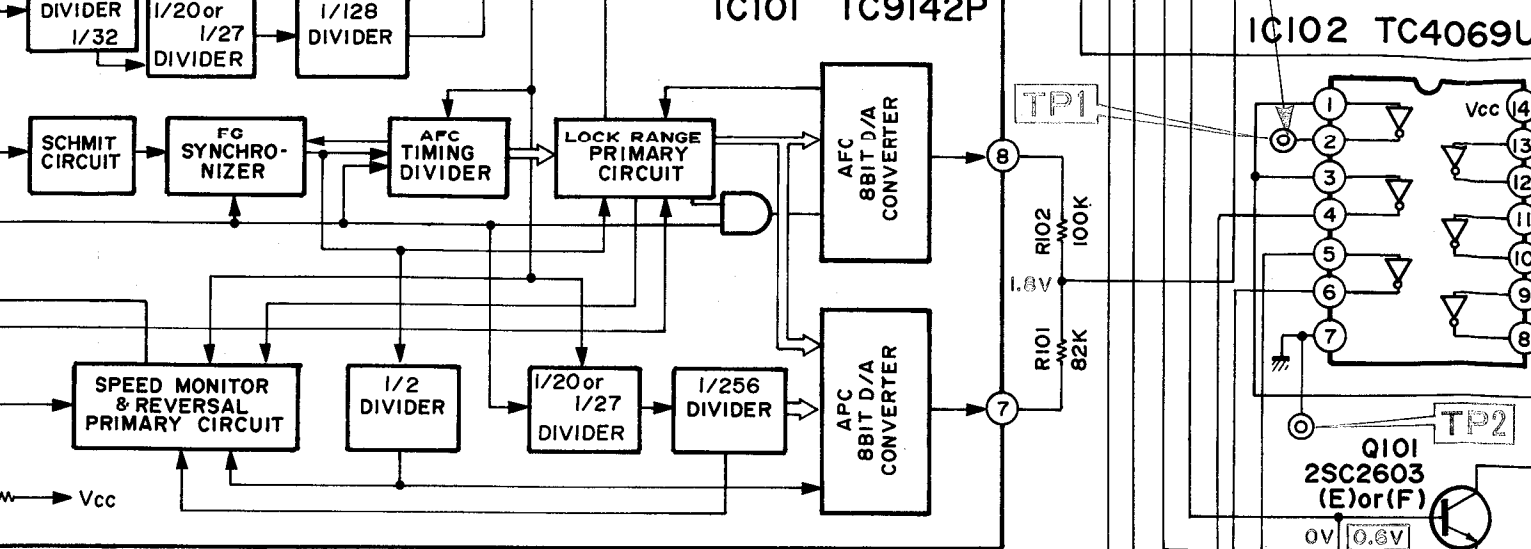 DIVIDER
1/32
1/20 or
1/27
DIVIDER
1/128
DIVIDER
IC101 TC9142P
SCHMIT
CIRCUIT
FG
SYNCHRO-
NIZER
AFC
TIMING
DIVIDER
LOCK RANGE
PRIMARY
CIRCUIT
AFC
8BIT D/A
CONVERTER
8
R102
100K
1.8V
R101
82K
7
SPEED MONITOR
& REVERSAL
PRIMARY CIRCUIT
1/2
DIVIDER
1/20 or
1/27
DIVIDER
1/256
DIVIDER
APC
8BIT D/A
CONVERTER
Vcc
IC102 TC4069U
TP1
1
2
3
4
5
6
7
Vcc
14
13
12
11
10
9
8
TP2
Q101
2SC2603
(E)or(F)
0V
0.6V